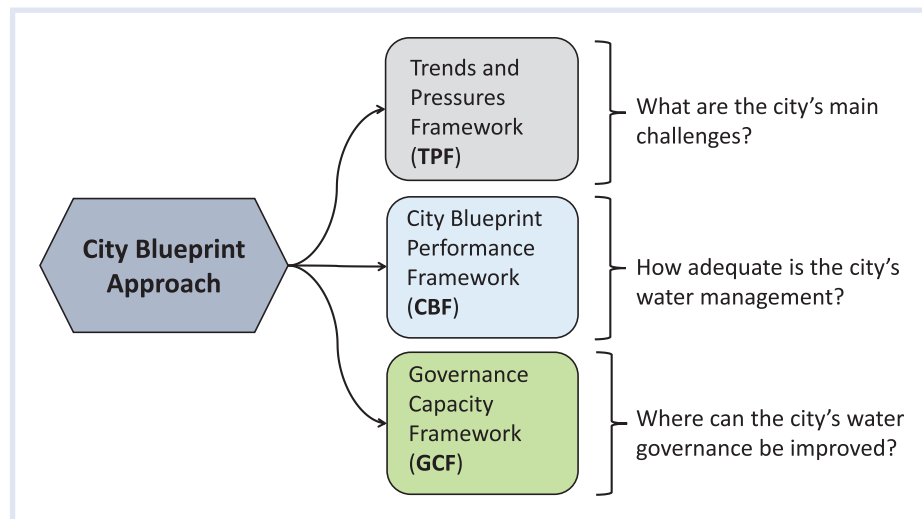 City Blueprint
Approach
Trends and
Pressures
Framework
(TPF)
What are the city’s main
challenges?
City Blueprint
Performance
Framework
(CBF)
How adequate is the city’s
water management?
Governance
Capacity
Framework
(GCF)
Where can the city’s water
governance be improved?